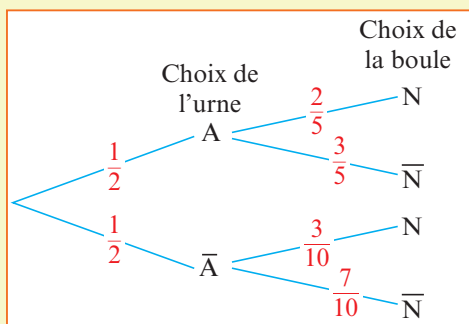 Choix de
la boule
Choix de
l'urne
2/5
N
A
1/2
3/5
N̅
3/10
N
1/2
A̅
7/10
N̅